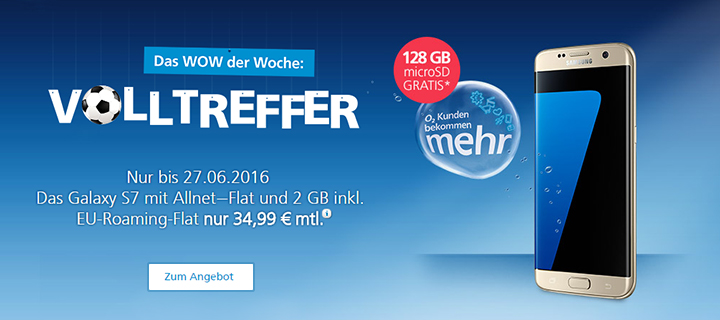 Das WOW der Woche:
VOLLTREFFER
Nur bis 27.06.2016
Das Galaxy S7 mit Allnet–Flat und 2 GB inkl.
EU-Roaming-Flat nur 34,99 € mtl.ⁱ
Zum Angebot
128 GB
microSD
GRATIS*
O₂ Kunden
bekommen
mehr
SAMSUNG